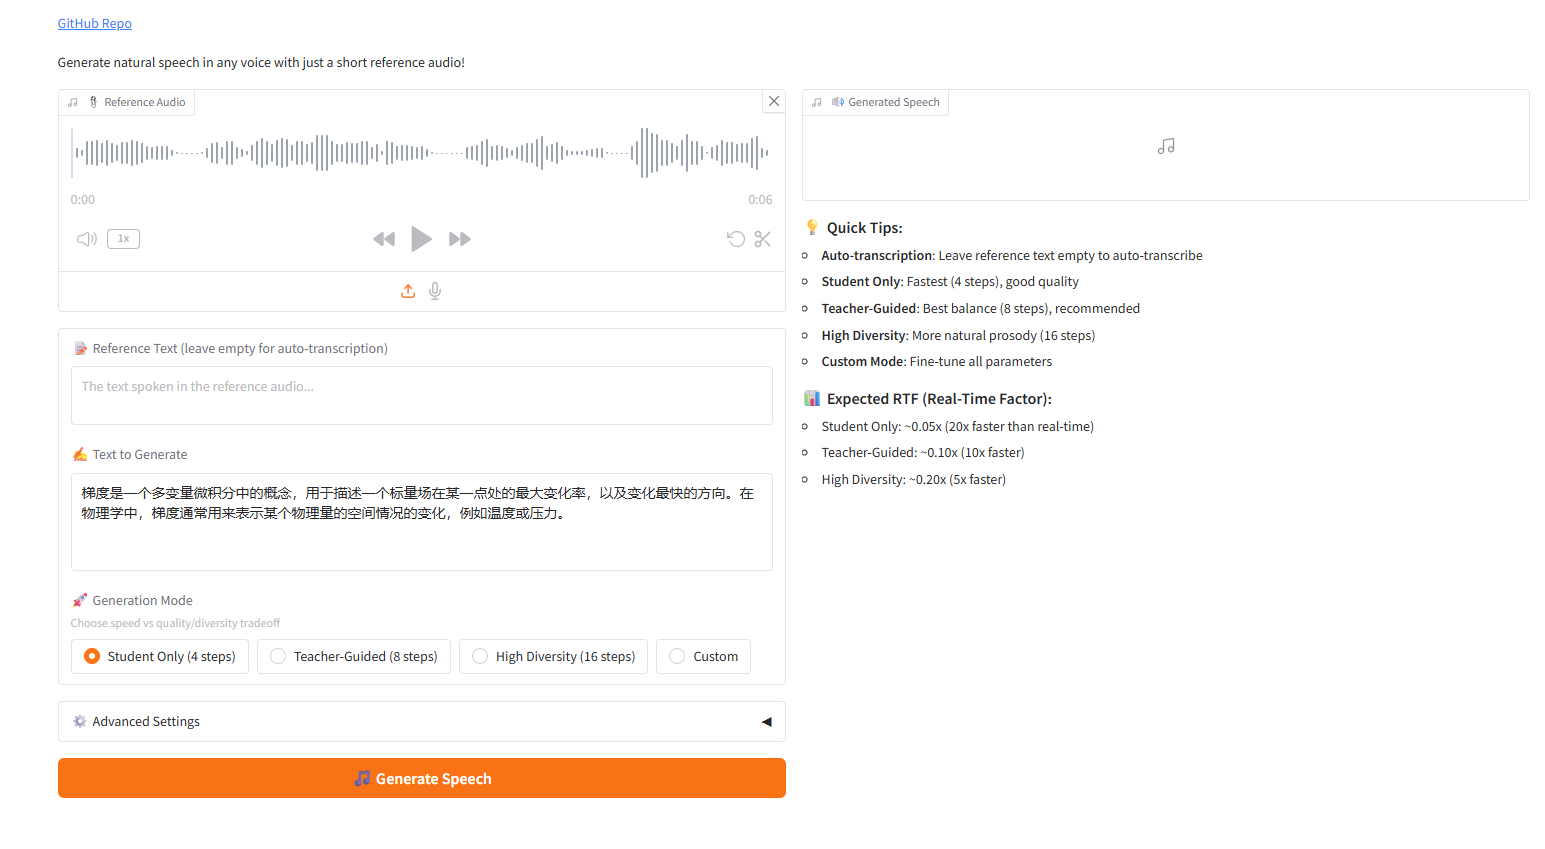 GitHub Repo
Generate natural speech in any voice with just a short reference audio!
Reference Audio
0:00
0:06
1x
Reference Text (leave empty for auto-transcription)
The text spoken in the reference audio...
Text to Generate
梯度是一个多变量微积分中的概念，用于描述一个标量场在某一点处的最大变化率，以及变化最快的方向。在
物理学中，梯度通常用来表示某个物理量的空间情况的变化，例如温度或压力。
Generation Mode
Choose speed vs quality/diversity tradeoff
Student Only (4 steps)
Teacher-Guided (8 steps)
High Diversity (16 steps)
Custom
Advanced Settings
Generate Speech
Generated Speech
Quick Tips:
Auto-transcription: Leave reference text empty to auto-transcribe
Student Only: Fastest (4 steps), good quality
Teacher-Guided: Best balance (8 steps), recommended
High Diversity: More natural prosody (16 steps)
Custom Mode: Fine-tune all parameters
Expected RTF (Real-Time Factor):
Student Only: ~0.05x (20x faster than real-time)
Teacher-Guided: ~0.10x (10x faster)
High Diversity: ~0.20x (5x faster)